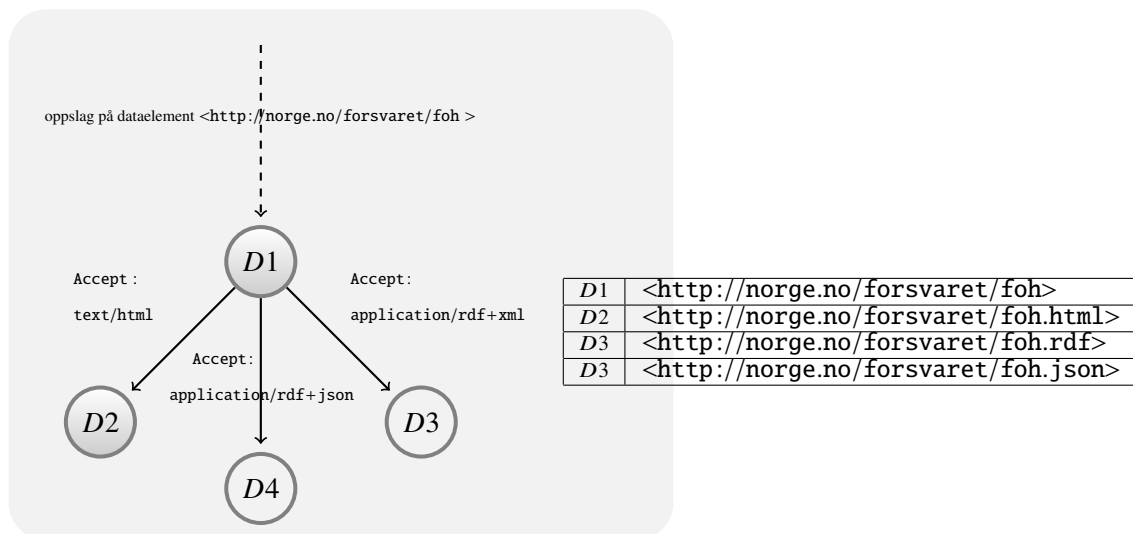 oppslag på dataelement <http://norge.no/forsvaret/foh >
D1
Accept :
text/html
Accept:
application/rdf+xml
Accept:
application/rdf+json
D2
D3
D4
D1 <http://norge.no/forsvaret/foh>
D2 <http://norge.no/forsvaret/foh.html>
D3 <http://norge.no/forsvaret/foh.rdf>
D3 <http://norge.no/forsvaret/foh.json>